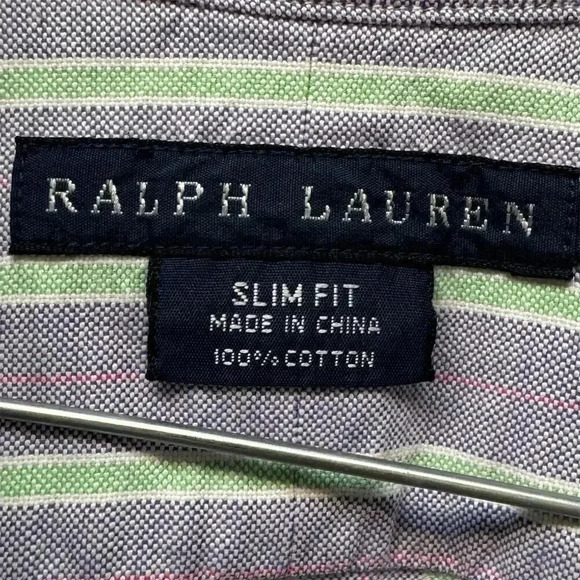 RALPH LAUREN
SLIM FIT
MADE IN CHINA
100% COTTON